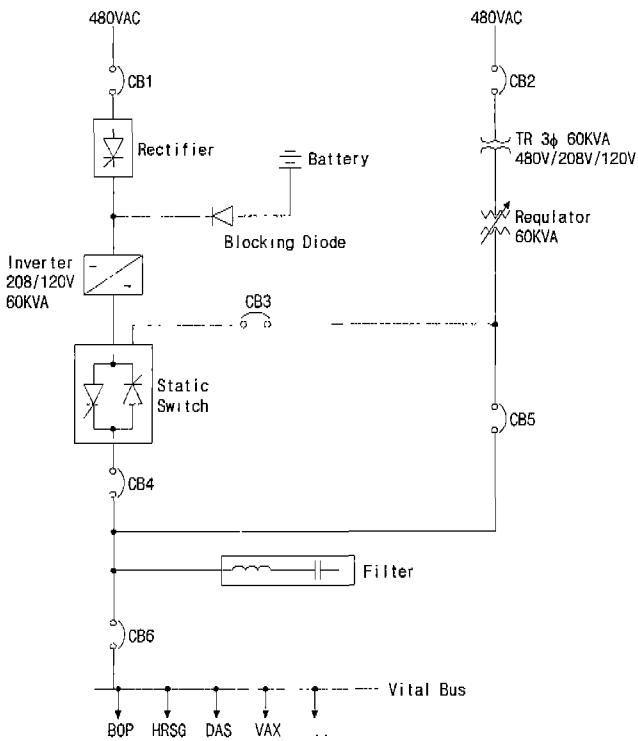 480VAC
480VAC
CB1
CB2
Rectifier
TR 3ϕ 60KVA
480V/208V/120V
Battery
Requlator
60KVA
Blocking Diode
Inverter
208/120V
60KVA
CB3
Static
Switch
CB5
CB4
Filter
CB6
Vital Bus
BOP HRSG DAS VAX ..